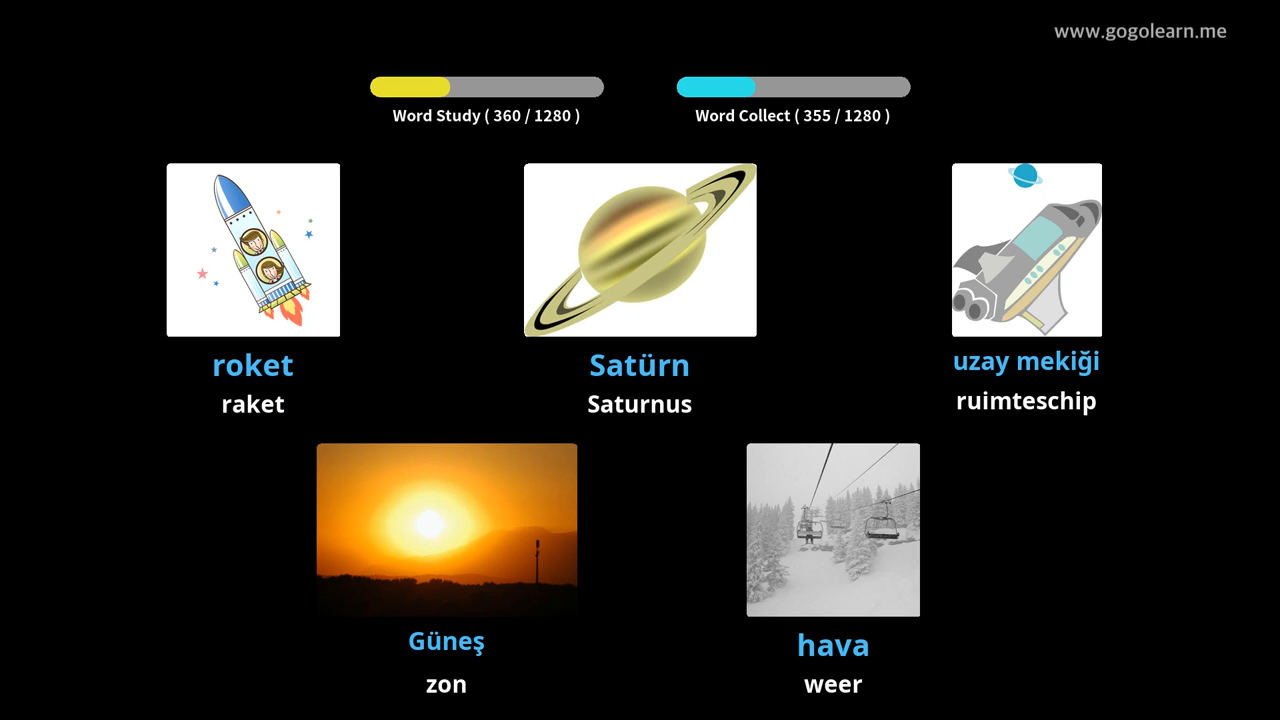 www.gogolearn.me
Word Study ( 360 / 1280 )
Word Collect ( 355 / 1280 )
roket
raket
Satürn
Saturnus
uzay mekiği
ruimteschip
Güneş
zon
hava
weer